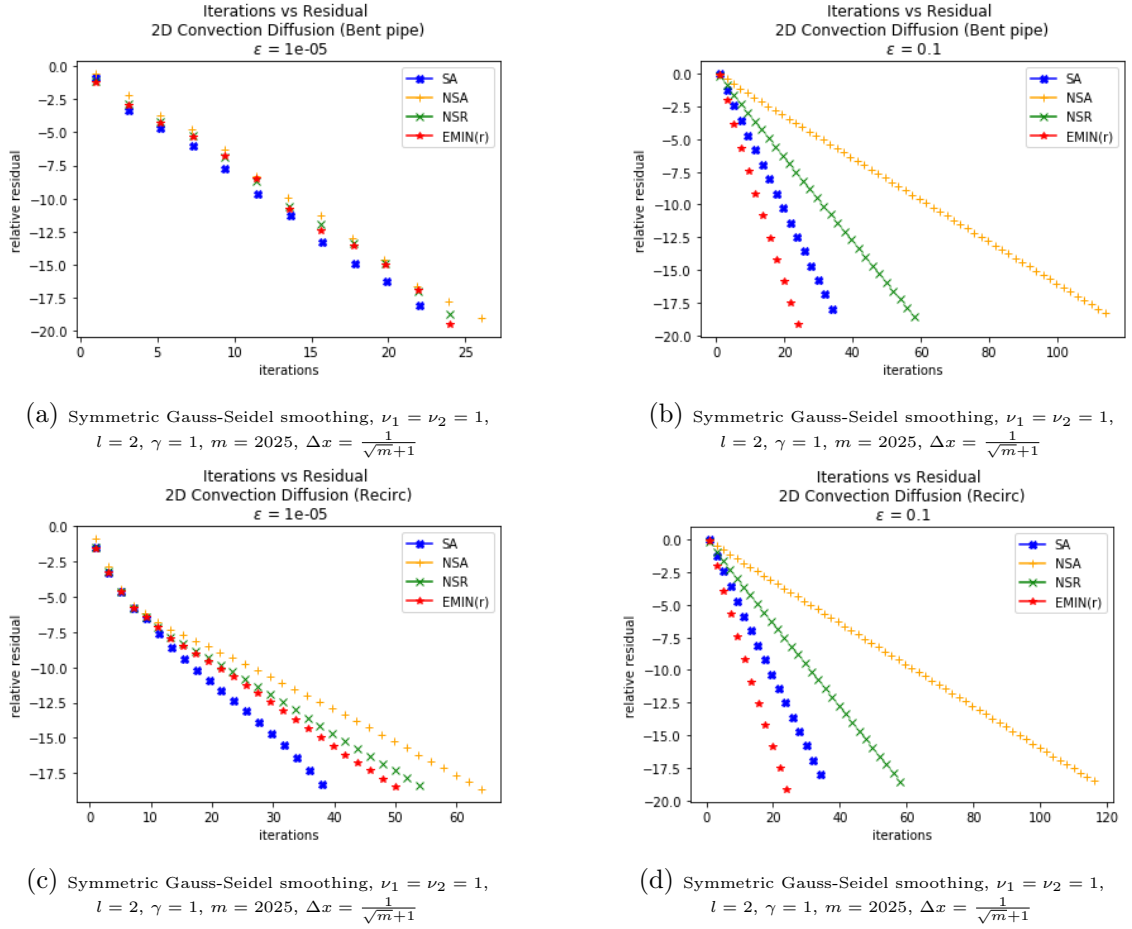 Iterations vs Residual
2D Convection Diffusion (Bent pipe)
ε = 1e-05
0.0
−2.5
−5.0
−7.5
−10.0
−12.5
−15.0
−17.5
−20.0
relative residual
SA
NSA
NSR
EMIN(r)
0 5 10 15 20 25
iterations
(a) Symmetric Gauss-Seidel smoothing, ν₁ = ν₂ = 1,
l = 2, γ = 1, m = 2025, Δx = 1/(√m+1)
Iterations vs Residual
2D Convection Diffusion (Bent pipe)
ε = 0.1
0.0
−2.5
−5.0
−7.5
−10.0
−12.5
−15.0
−17.5
−20.0
relative residual
SA
NSA
NSR
EMIN(r)
0 20 40 60 80 100
iterations
(b) Symmetric Gauss-Seidel smoothing, ν₁ = ν₂ = 1,
l = 2, γ = 1, m = 2025, Δx = 1/(√m+1)
Iterations vs Residual
2D Convection Diffusion (Recirc)
ε = 1e-05
0.0
−2.5
−5.0
−7.5
−10.0
−12.5
−15.0
−17.5
relative residual
SA
NSA
NSR
EMIN(r)
0 10 20 30 40 50 60
iterations
(c) Symmetric Gauss-Seidel smoothing, ν₁ = ν₂ = 1,
l = 2, γ = 1, m = 2025, Δx = 1/(√m+1)
Iterations vs Residual
2D Convection Diffusion (Recirc)
ε = 0.1
0.0
−2.5
−5.0
−7.5
−10.0
−12.5
−15.0
−17.5
−20.0
relative residual
SA
NSA
NSR
EMIN(r)
0 20 40 60 80 100 120
iterations
(d) Symmetric Gauss-Seidel smoothing, ν₁ = ν₂ = 1,
l = 2, γ = 1, m = 2025, Δx = 1/(√m+1)